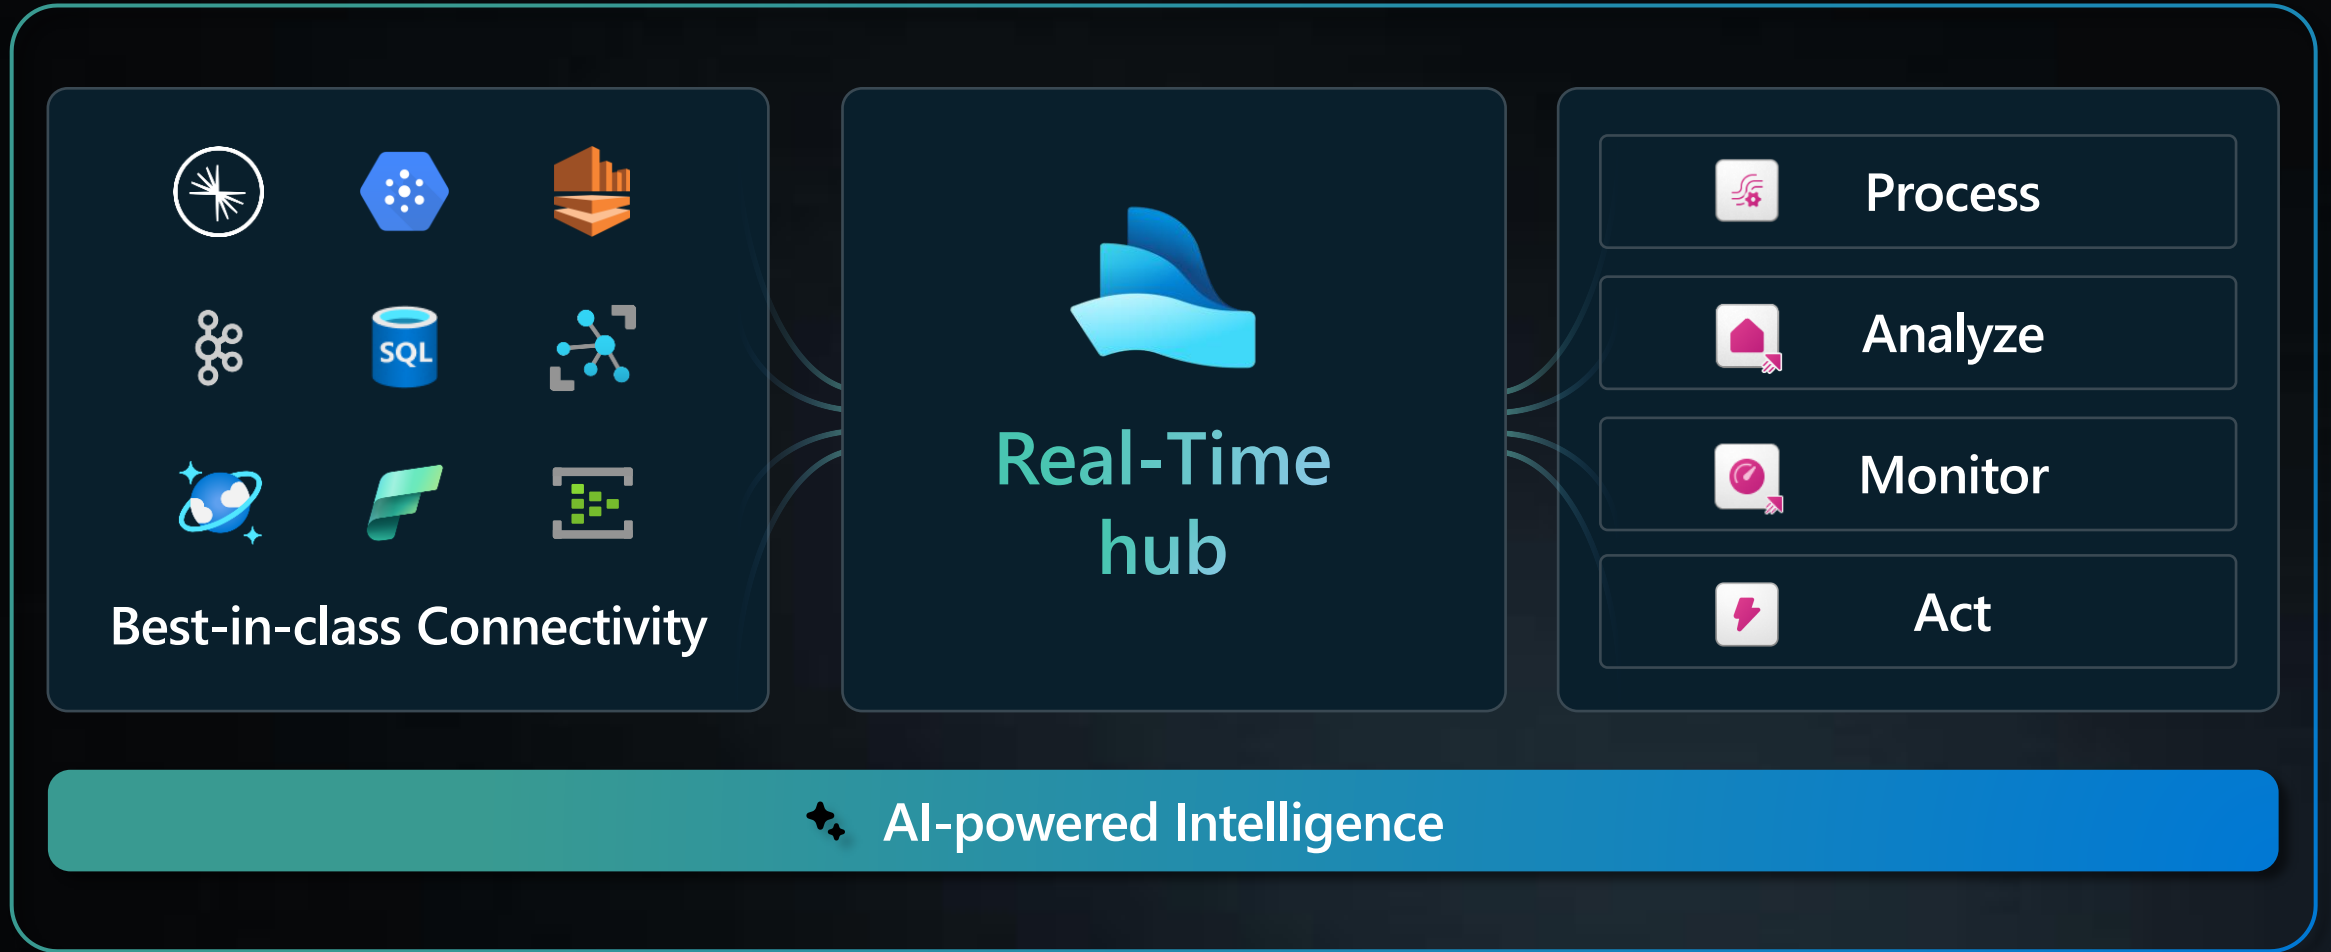 SQL
Best-in-class Connectivity
Real-Time
hub
Process
Analyze
Monitor
Act
AI-powered Intelligence